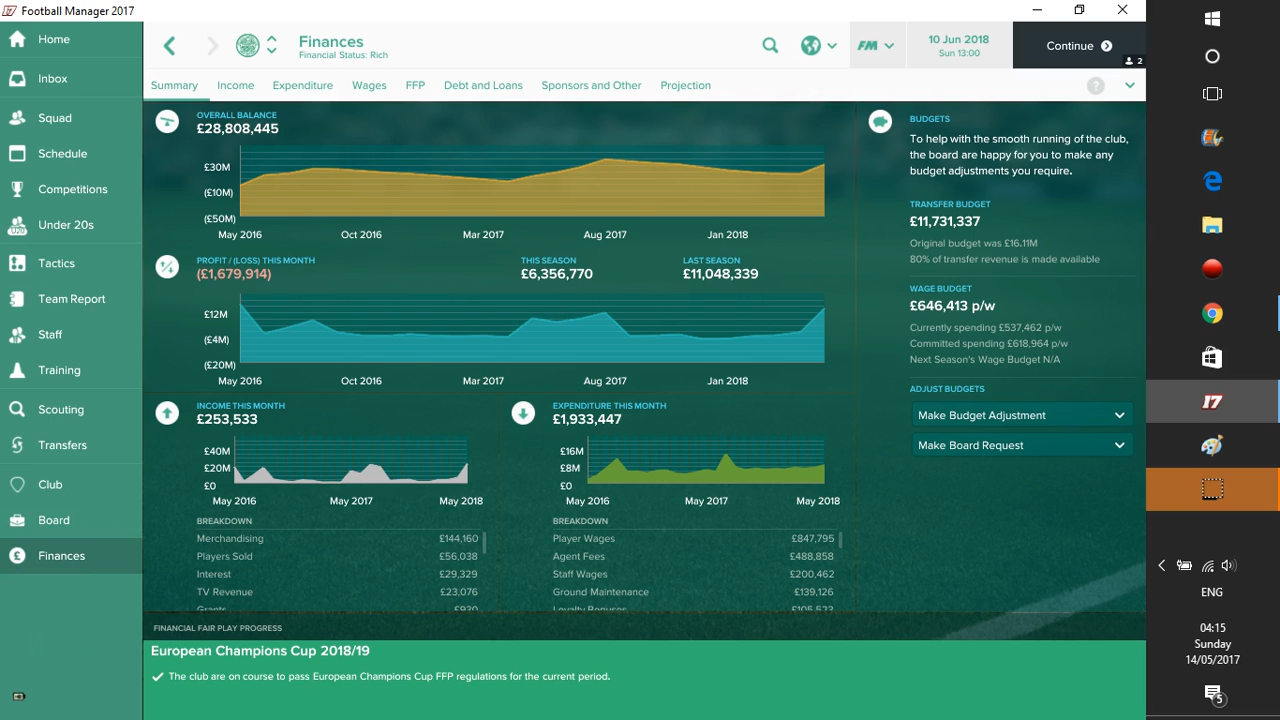 17 Football Manager 2017
Home
Inbox
Squad
Schedule
Competitions
Under 20s
Tactics
Team Report
Staff
Training
Scouting
Transfers
Club
Board
Finances
Finances
Financial Status: Rich
FM
10 Jun 2018
Sun 13:00
Continue
2
Summary Income Expenditure Wages FFP Debt and Loans Sponsors and Other Projection
?
OVERALL BALANCE
£28,808,445
£30M
(£10M)
(£50M)
May 2016 Oct 2016 Mar 2017 Aug 2017 Jan 2018
PROFIT / (LOSS) THIS MONTH THIS SEASON LAST SEASON
(£1,679,914) £6,356,770 £11,048,339
£12M
(£4M)
(£20M)
May 2016 Oct 2016 Mar 2017 Aug 2017 Jan 2018
INCOME THIS MONTH
£253,533
£40M
£20M
£0
May 2016 May 2017 May 2018
BREAKDOWN
Merchandising £144,160
Players Sold £56,038
Interest £29,329
TV Revenue £23,076
Grants £930
EXPENDITURE THIS MONTH
£1,933,447
£16M
£8M
£0
May 2016 May 2017 May 2018
BREAKDOWN
Player Wages £847,795
Agent Fees £488,858
Staff Wages £200,462
Ground Maintenance £139,126
Loyalty Bonuses £105,523
BUDGETS
To help with the smooth running of the club,
the board are happy for you to make any
budget adjustments you require.
TRANSFER BUDGET
£11,731,337
Original budget was £16.11M
80% of transfer revenue is made available
WAGE BUDGET
£646,413 p/w
Currently spending £537,462 p/w
Committed spending £618,964 p/w
Next Season's Wage Budget N/A
ADJUST BUDGETS
Make Budget Adjustment
Make Board Request
FINANCIAL FAIR PLAY PROGRESS
European Champions Cup 2018/19
The club are on course to pass European Champions Cup FFP regulations for the current period.
17
ENG
04:15
Sunday
14/05/2017
5